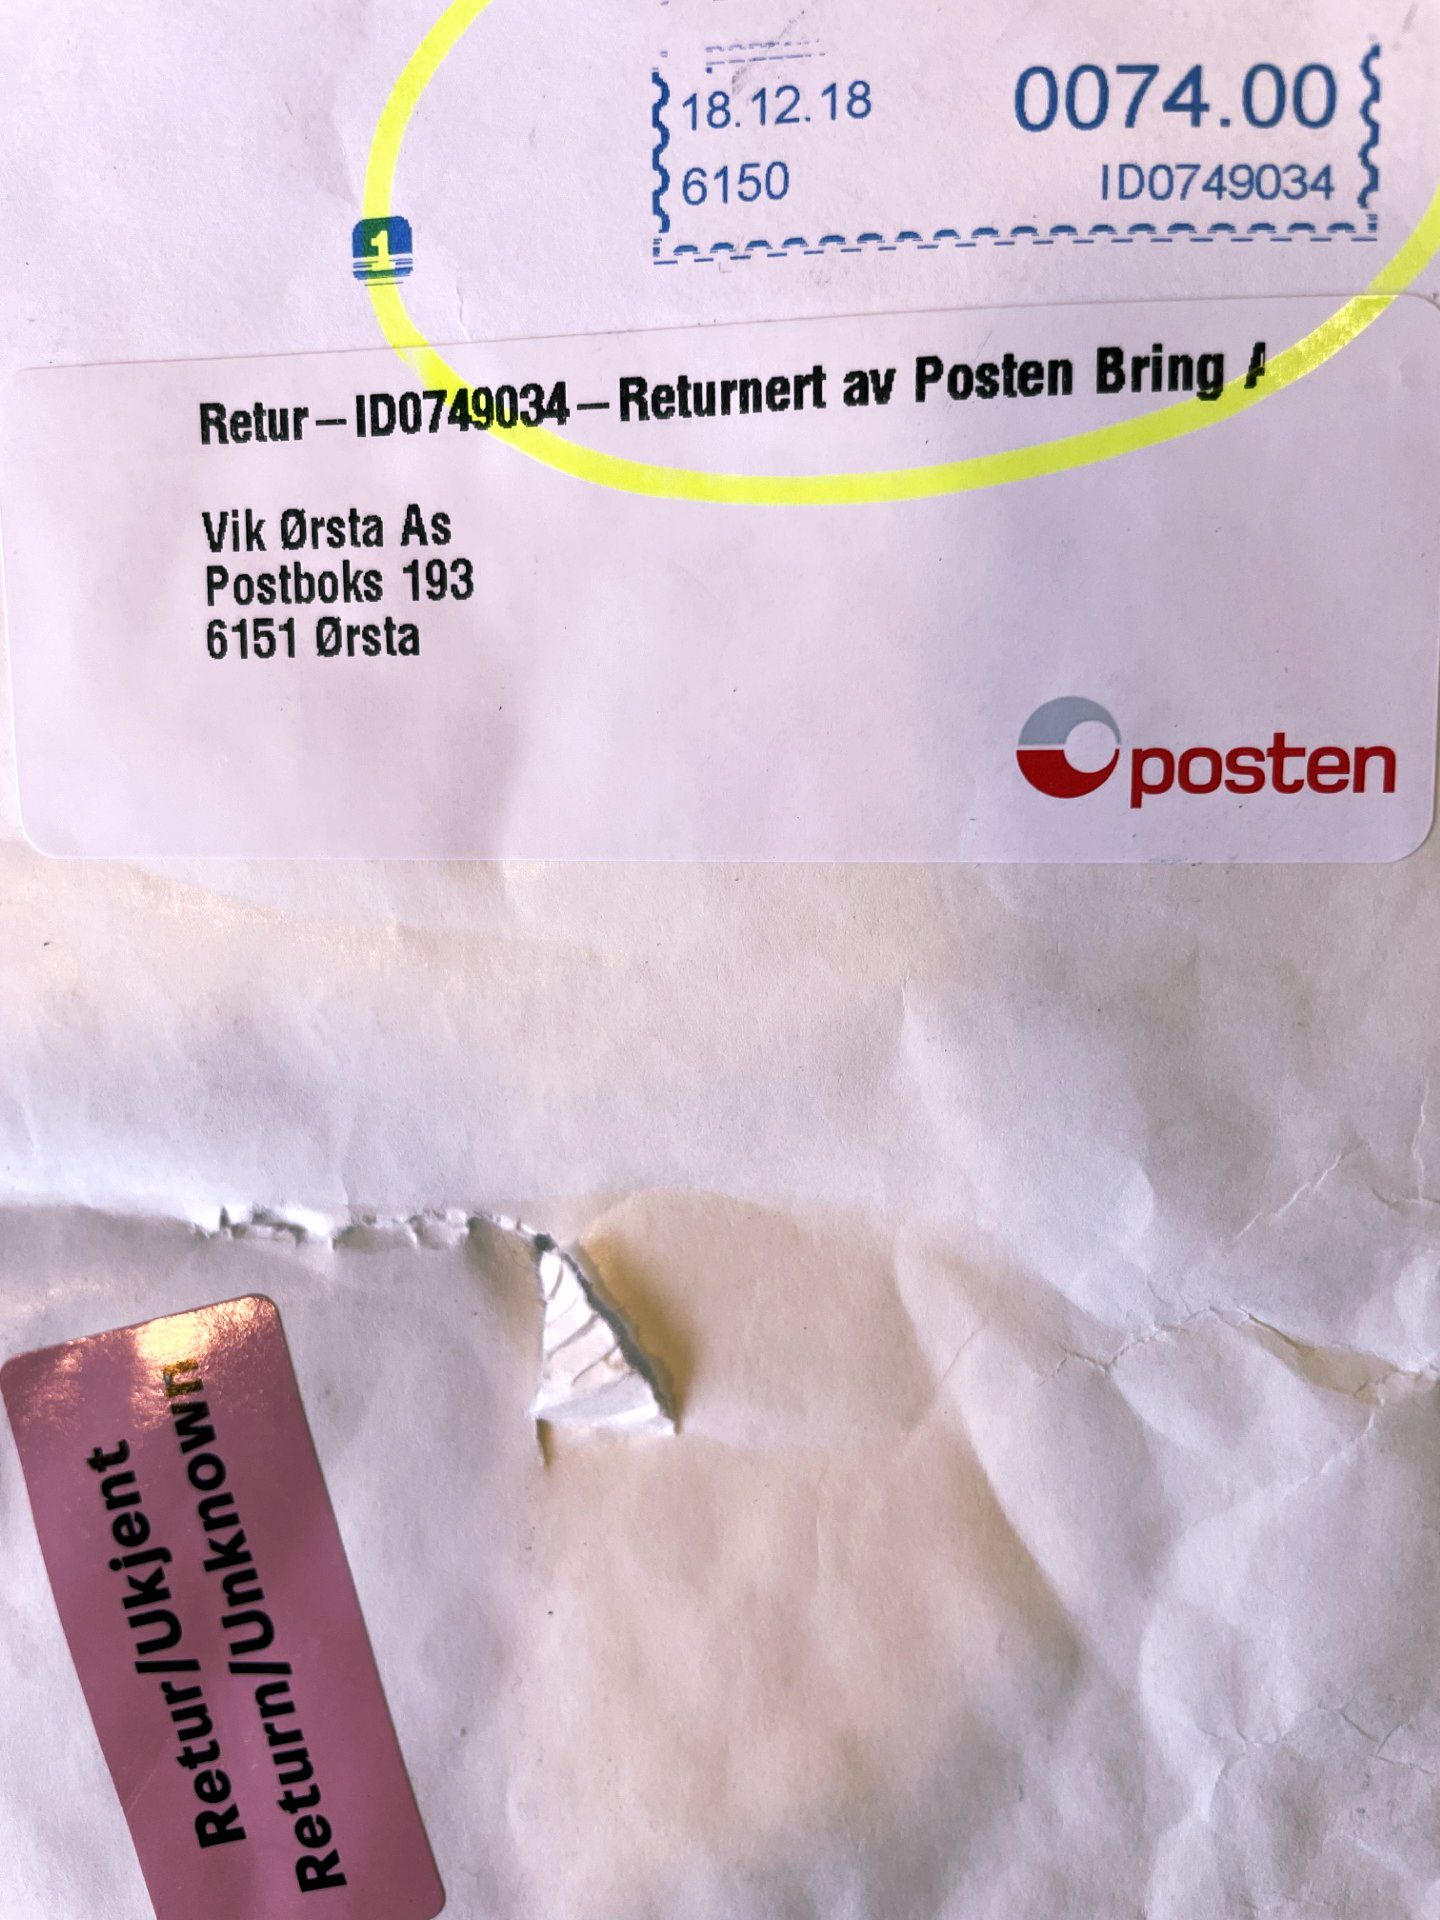 18.12.18 0074.00
6150 ID0749034
1
Retur–ID0749034–Returnert av Posten Bring
Vik Ørsta As
Postboks 193
6151 Ørsta
posten
Retur/Ukjent
Return/Unknown